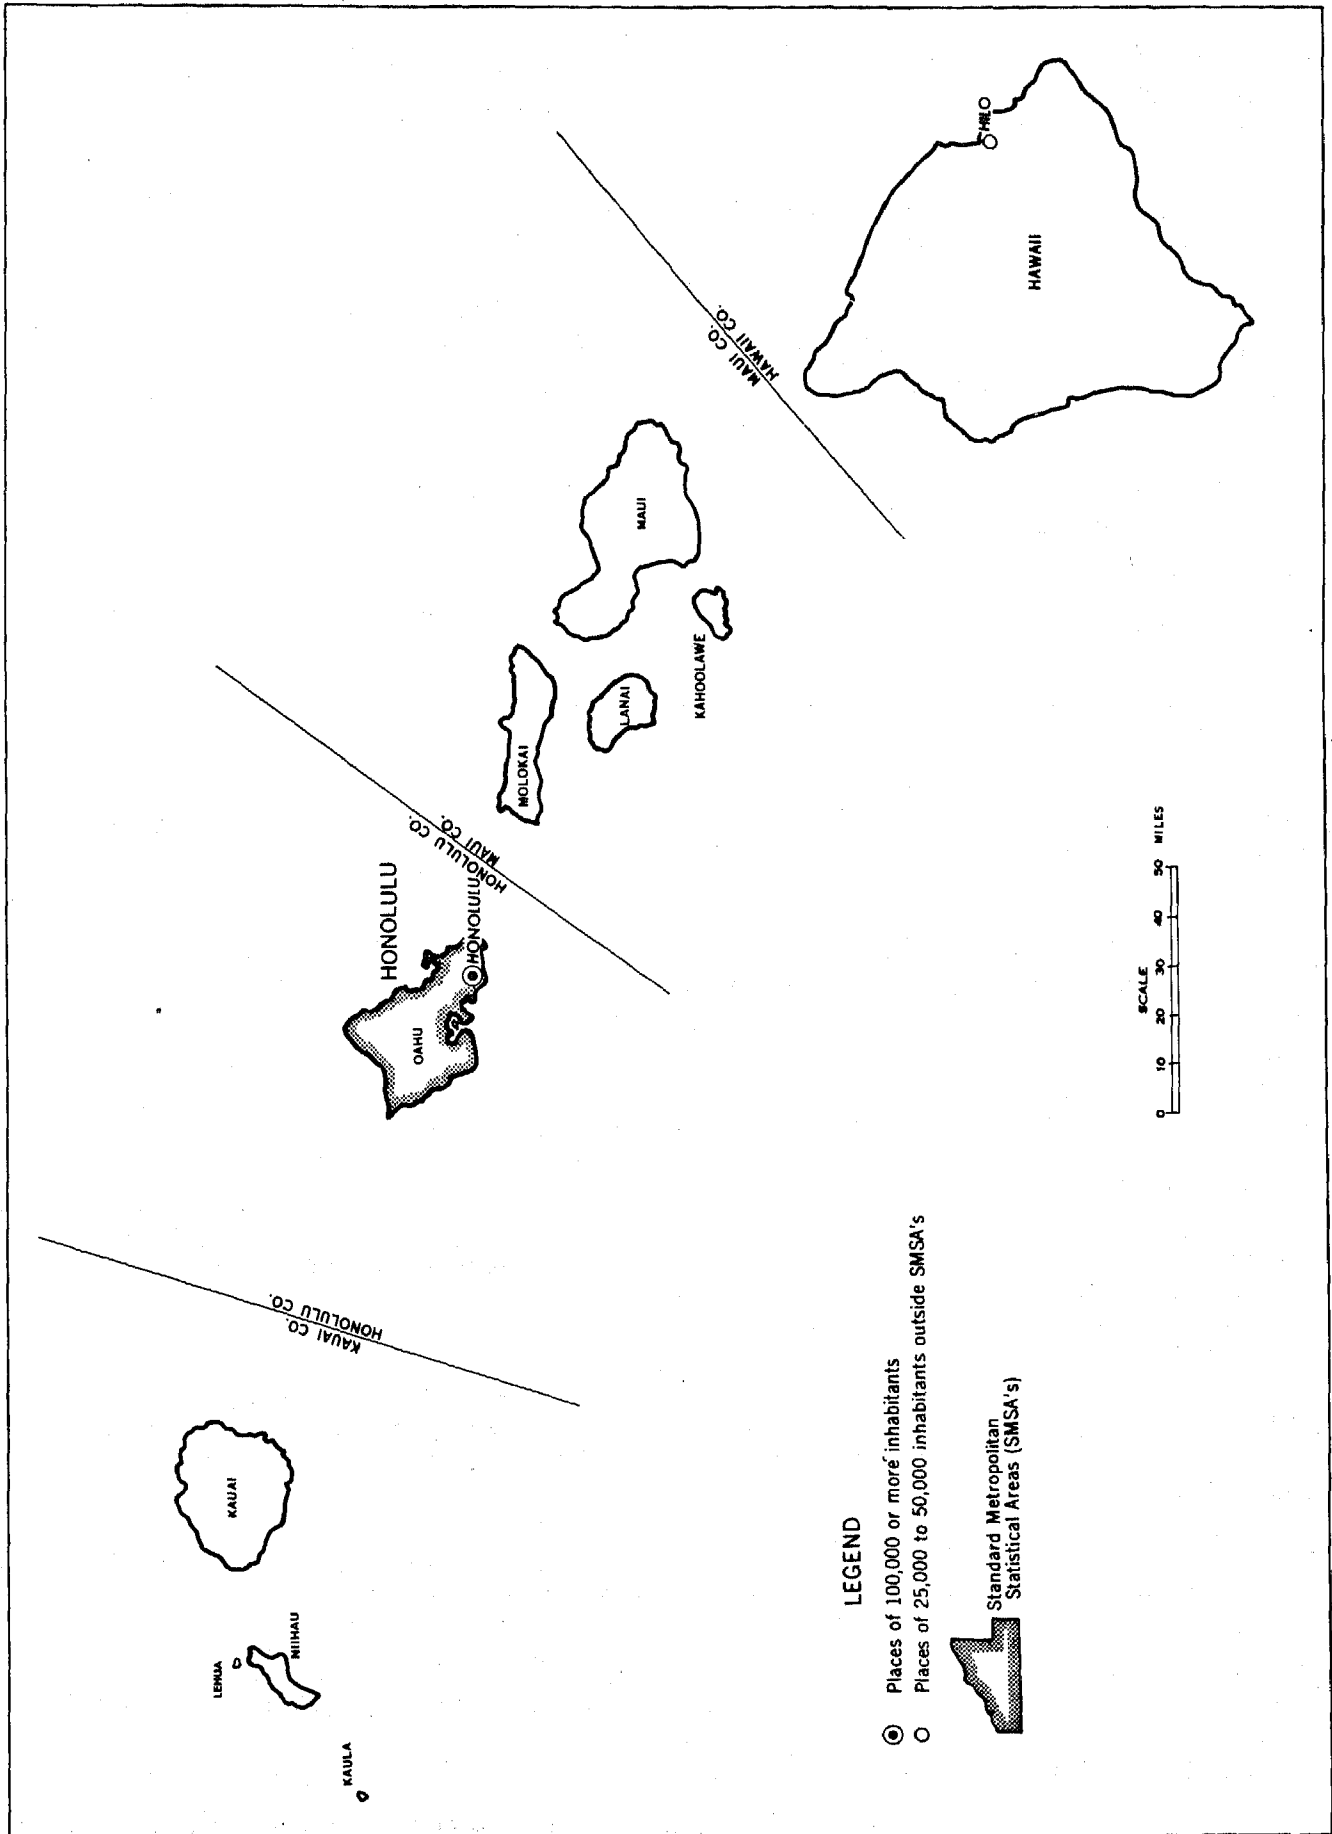 LEHUA
NIIHAU
KAULA
KAUAI
KAUAI CO.
HONOLULU CO.
OAHU
HONOLULU
HONOLULU
HONOLULU CO.
MAUI CO.
MOLOKAI
LANAI
KAHOOLAWE
MAUI
MAUI CO.
HAWAII CO.
HAWAII
HILO
LEGEND
Places of 100,000 or more inhabitants
Places of 25,000 to 50,000 inhabitants outside SMSA's
Standard Metropolitan
Statistical Areas (SMSA's)
SCALE
0 10 20 30 40 50 MILES